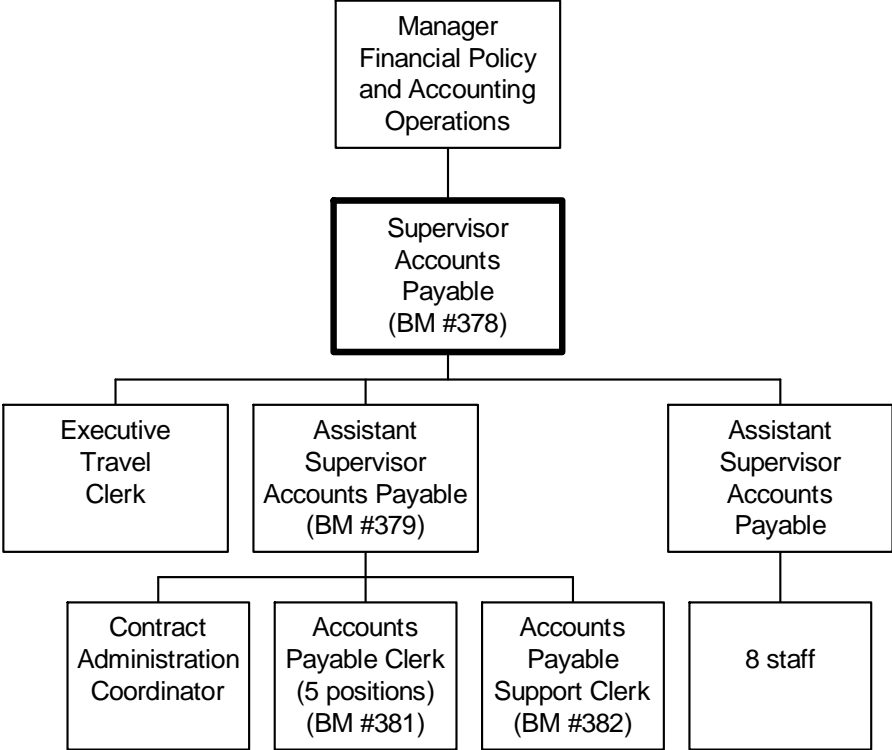 Manager
Financial Policy
and Accounting
Operations
Supervisor
Accounts
Payable
(BM #378)
Executive
Travel
Clerk
Assistant
Supervisor
Accounts Payable
(BM #379)
Assistant
Supervisor
Accounts
Payable
Contract
Administration
Coordinator
Accounts
Payable Clerk
(5 positions)
(BM #381)
Accounts
Payable
Support Clerk
(BM #382)
8 staff